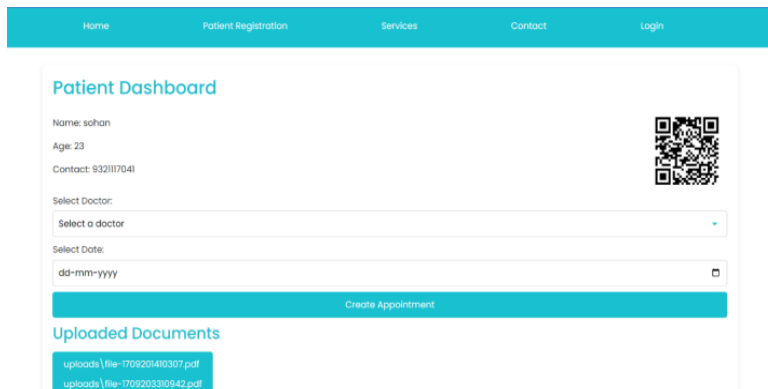 Home Patient Registration Services Contact Login
Patient Dashboard
Name: sohan
Age: 23
Contact: 9321117041
Select Doctor:
Select a doctor
Select Date:
dd-mm-yyyy
Create Appointment
Uploaded Documents
uploads\file-1709201410307.pdf
uploads\file-1709203310942.pdf